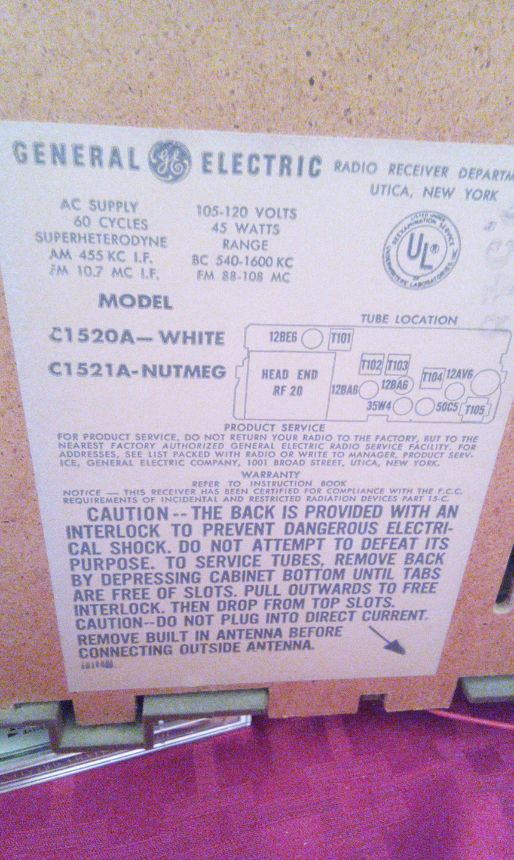 GENERAL GE ELECTRIC RADIO RECEIVER DEPARTM
UTICA, NEW YORK
AC SUPPLY 105-120 VOLTS
60 CYCLES 45 WATTS
SUPERHETERODYNE RANGE
AM 455 KC I.F. BC 540-1600 KC
FM 10.7 MC I.F. FM 88-108 MC
UL
MODEL
C1520A—WHITE
C1521A-NUTMEG
TUBE LOCATION
12BE6 T101
HEAD END
RF 20
T102 T103
T104 12AV6
12BA6 12BA6
35W4 50C5 T105
PRODUCT SERVICE
FOR PRODUCT SERVICE, DO NOT RETURN YOUR RADIO TO THE FACTORY, BUT TO THE
NEAREST FACTORY AUTHORIZED GENERAL ELECTRIC RADIO SERVICE FACILITY. FOR
ADDRESSES, SEE LIST PACKED WITH RADIO OR WRITE TO MANAGER, PRODUCT SERV-
ICE, GENERAL ELECTRIC COMPANY, 1001 BROAD STREET, UTICA, NEW YORK.
WARRANTY
REFER TO INSTRUCTION BOOK
NOTICE — THIS RECEIVER HAS BEEN CERTIFIED FOR COMPLIANCE WITH THE F.C.C.
REQUIREMENTS OF INCIDENTAL AND RESTRICTED RADIATION DEVICES PART 15-C.
CAUTION -- THE BACK IS PROVIDED WITH AN
INTERLOCK TO PREVENT DANGEROUS ELECTRI-
CAL SHOCK. DO NOT ATTEMPT TO DEFEAT ITS
PURPOSE. TO SERVICE TUBES, REMOVE BACK
BY DEPRESSING CABINET BOTTOM UNTIL TABS
ARE FREE OF SLOTS. PULL OUTWARDS TO FREE
INTERLOCK. THEN DROP FROM TOP SLOTS.
CAUTION--DO NOT PLUG INTO DIRECT CURRENT.
REMOVE BUILT IN ANTENNA BEFORE
CONNECTING OUTSIDE ANTENNA.